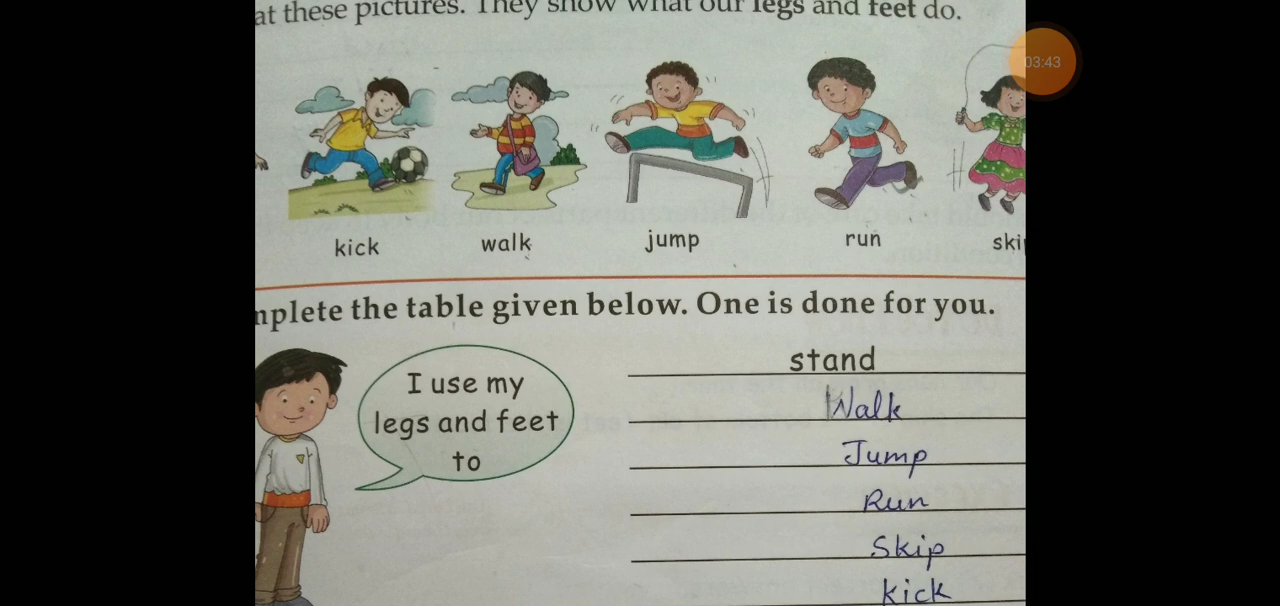 at these pictures. They show what our legs and feet do.
03:43
kick walk jump run ski
mplete the table given below. One is done for you.
I use my
legs and feet
to
stand
Walk
Jump
Run
Skip
kick